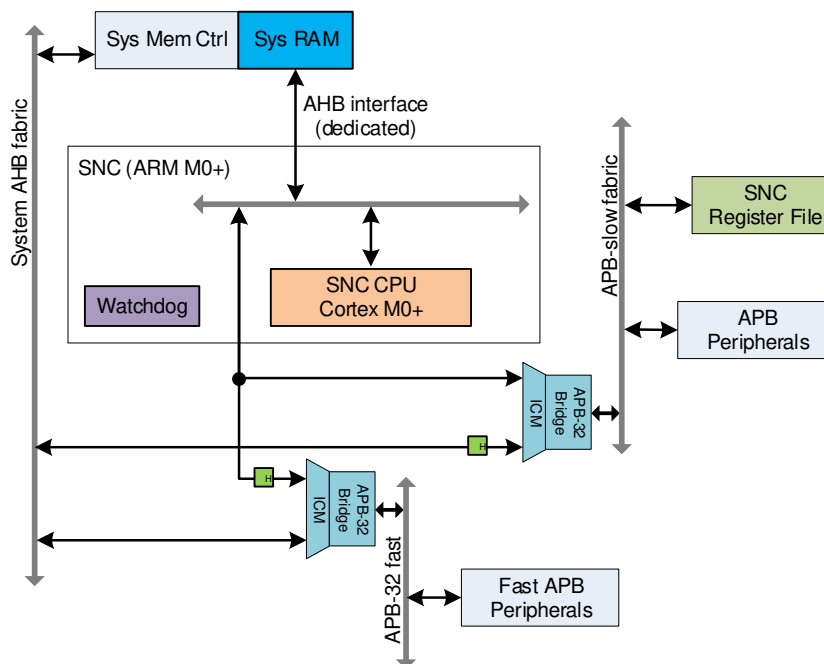 Sys Mem Ctrl
Sys RAM
AHB interface
(dedicated)
System AHB fabric
SNC (ARM M0+)
SNC CPU
Cortex M0+
Watchdog
APB-slow fabric
SNC
Register File
APB
Peripherals
ICM
APB-32
Bridge
H
H
ICM
APB-32
Bridge
APB-32 fast
Fast APB
Peripherals